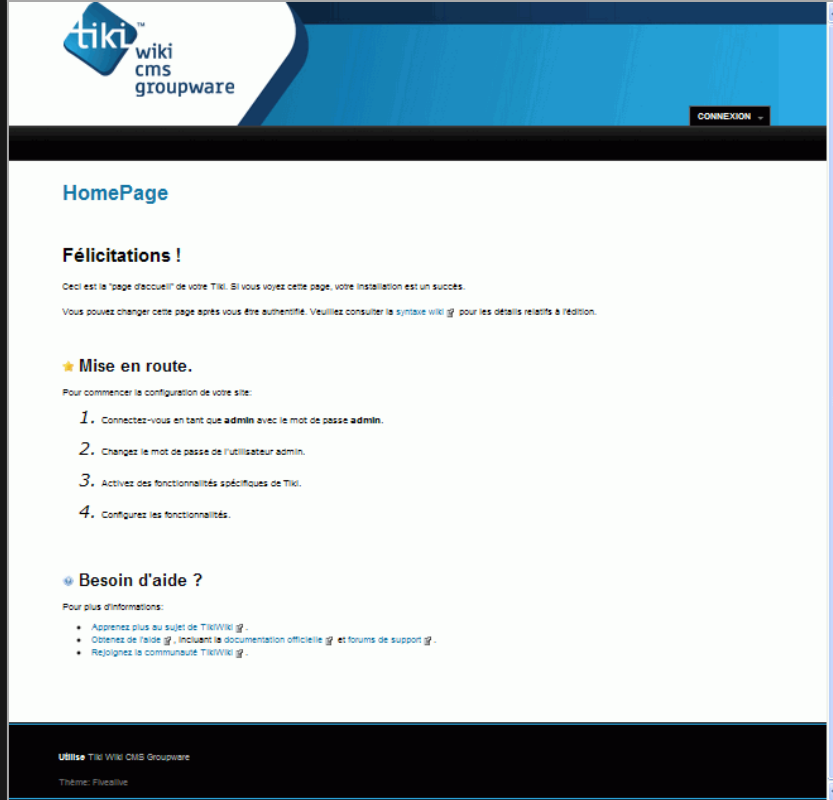 tiki™
wiki
cms
groupware
CONNEXION
HomePage
Félicitations !
Ceci est la "page d'accueil" de votre Tiki. Si vous voyez cette page, votre installation est un succès.
Vous pouvez changer cette page après vous être authentifié. Veuillez consulter la syntaxe wiki pour les détails relatifs à l'édition.
Mise en route.
Pour commencer la configuration de votre site:
1. Connectez-vous en tant que admin avec le mot de passe admin.
2. Changez le mot de passe de l'utilisateur admin.
3. Activez des fonctionnalités spécifiques de Tiki.
4. Configurez les fonctionnalités.
Besoin d'aide ?
Pour plus d'informations:
• Apprenez plus au sujet de TikiWiki .
• Obtenez de l'aide , incluant la documentation officielle et forums de support .
• Rejoignez la communauté TikiWiki .
Utilise Tiki Wiki CMS Groupware
Thème: Fivealive